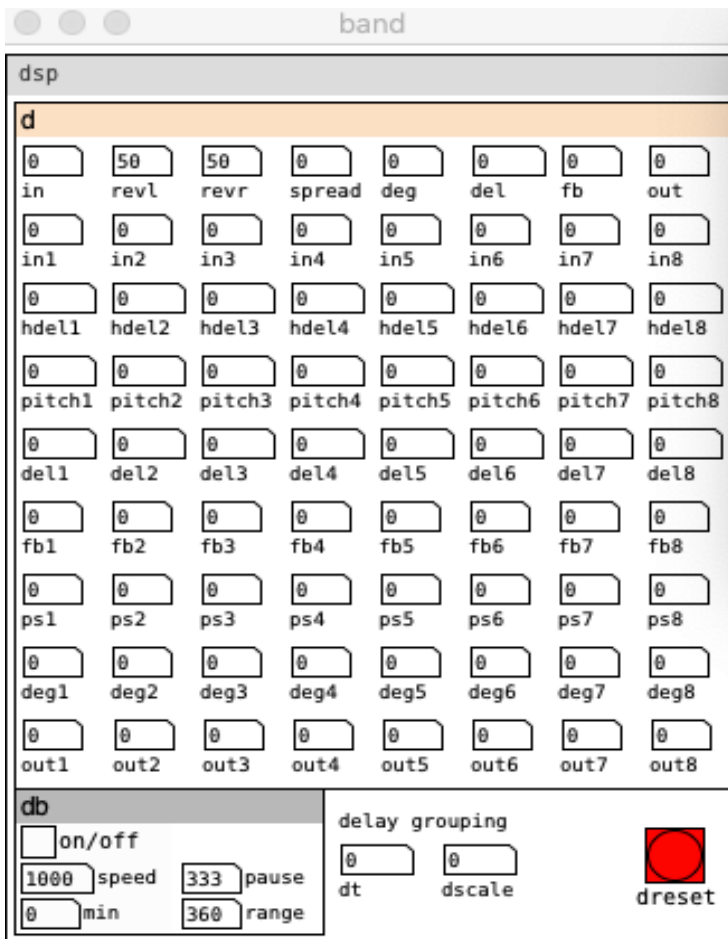 band
dsp
d
0 50 50 0 0 0 0 0
in revl revr spread deg del fb out
0 0 0 0 0 0 0 0
in1 in2 in3 in4 in5 in6 in7 in8
0 0 0 0 0 0 0 0
hdel1 hdel2 hdel3 hdel4 hdel5 hdel6 hdel7 hdel8
0 0 0 0 0 0 0 0
pitch1 pitch2 pitch3 pitch4 pitch5 pitch6 pitch7 pitch8
0 0 0 0 0 0 0 0
del1 del2 del3 del4 del5 del6 del7 del8
0 0 0 0 0 0 0 0
fb1 fb2 fb3 fb4 fb5 fb6 fb7 fb8
0 0 0 0 0 0 0 0
ps1 ps2 ps3 ps4 ps5 ps6 ps7 ps8
0 0 0 0 0 0 0 0
deg1 deg2 deg3 deg4 deg5 deg6 deg7 deg8
0 0 0 0 0 0 0 0
out1 out2 out3 out4 out5 out6 out7 out8
db
on/off
1000 speed 333 pause
0 min 360 range
delay grouping
0 0
dt dscale
dreset